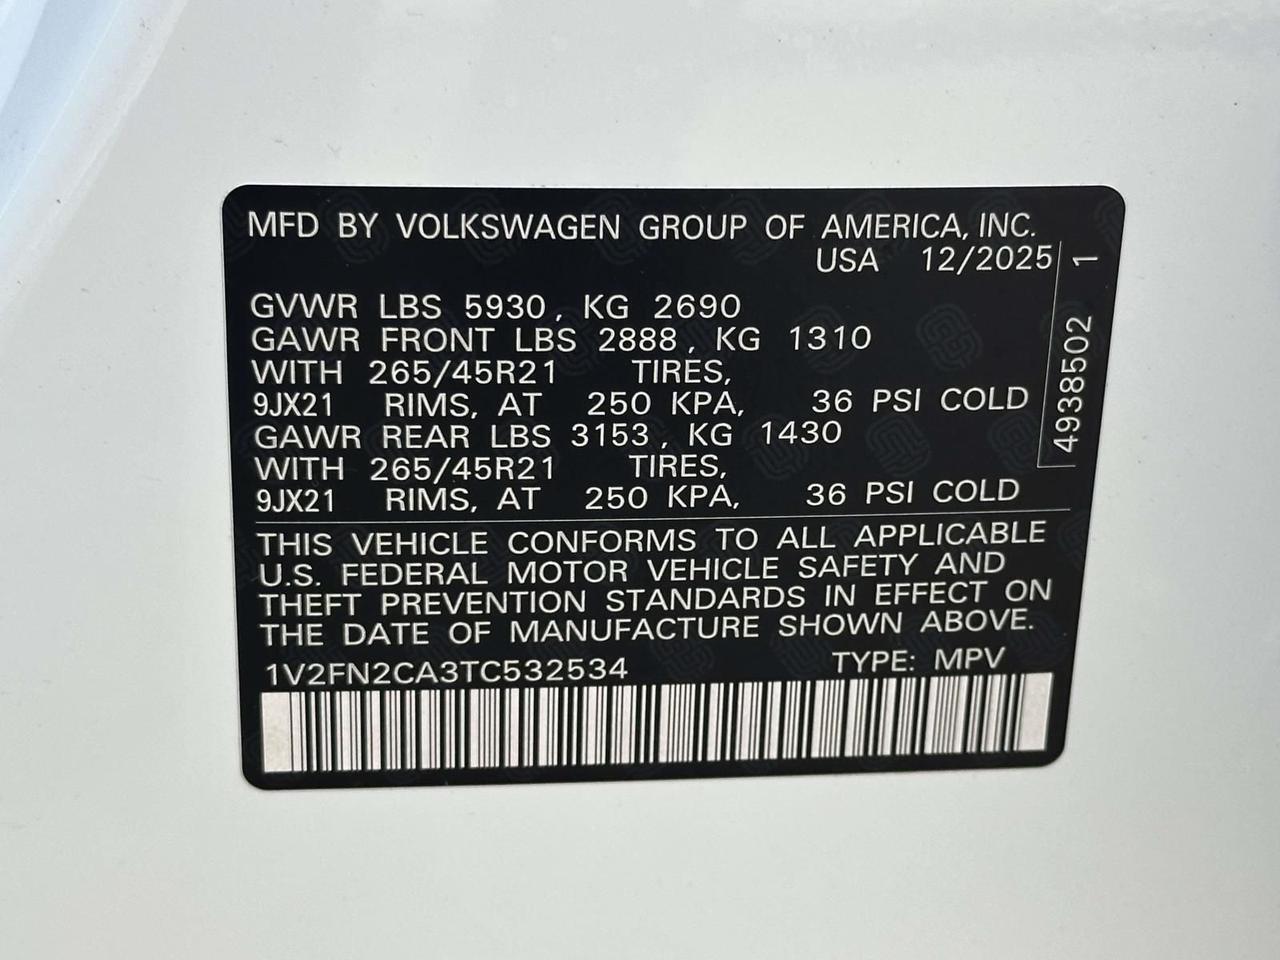 MFD BY VOLKSWAGEN GROUP OF AMERICA, INC.
USA 12/2025
GVWR LBS 5930, KG 2690
GAWR FRONT LBS 2888, KG 1310
WITH 265/45R21 TIRES,
9JX21 RIMS, AT 250 KPA, 36 PSI COLD
GAWR REAR LBS 3153, KG 1430
WITH 265/45R21 TIRES,
9JX21 RIMS, AT 250 KPA, 36 PSI COLD
4938502 1
THIS VEHICLE CONFORMS TO ALL APPLICABLE
U.S. FEDERAL MOTOR VEHICLE SAFETY AND
THEFT PREVENTION STANDARDS IN EFFECT ON
THE DATE OF MANUFACTURE SHOWN ABOVE.
1V2FN2CA3TC532534 TYPE: MPV